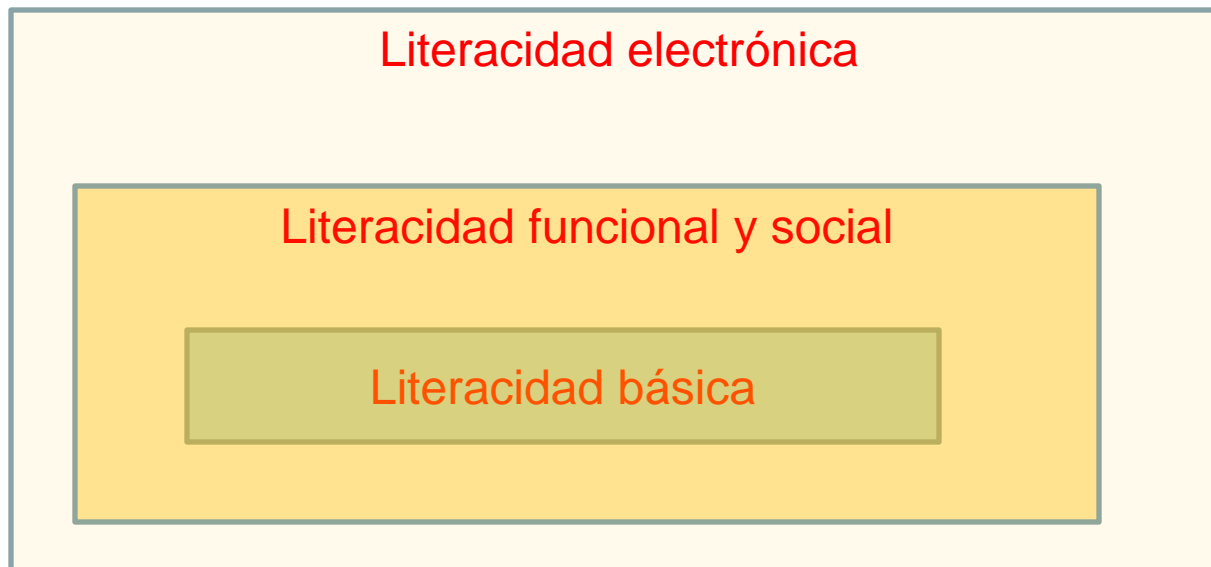 Literacidad electrónica
Literacidad funcional y social
Literacidad básica